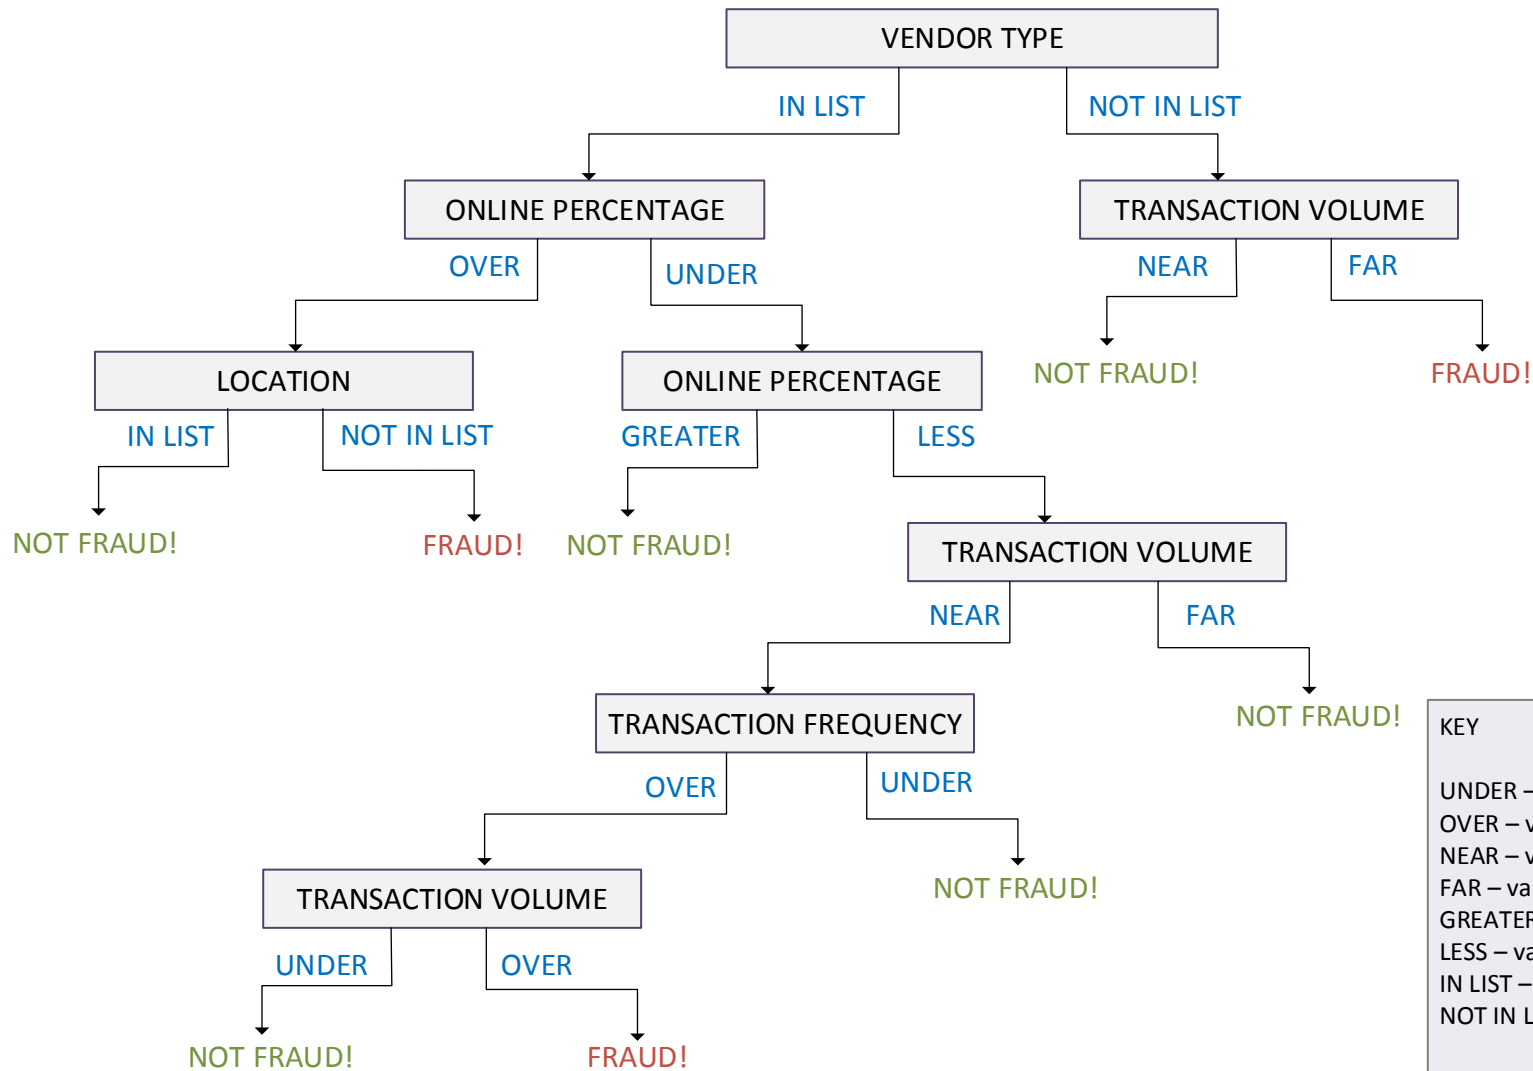 VENDOR TYPE
IN LIST
NOT IN LIST
ONLINE PERCENTAGE
TRANSACTION VOLUME
OVER
UNDER
NEAR
FAR
LOCATION
ONLINE PERCENTAGE
NOT FRAUD!
FRAUD!
IN LIST
NOT IN LIST
GREATER
LESS
NOT FRAUD!
FRAUD!
NOT FRAUD!
TRANSACTION VOLUME
NEAR
FAR
TRANSACTION FREQUENCY
NOT FRAUD!
OVER
UNDER
TRANSACTION VOLUME
NOT FRAUD!
UNDER
OVER
NOT FRAUD!
FRAUD!
KEY
UNDER –
OVER –
NEAR –
FAR –
GREATER
LESS –
IN LIST –
NOT IN